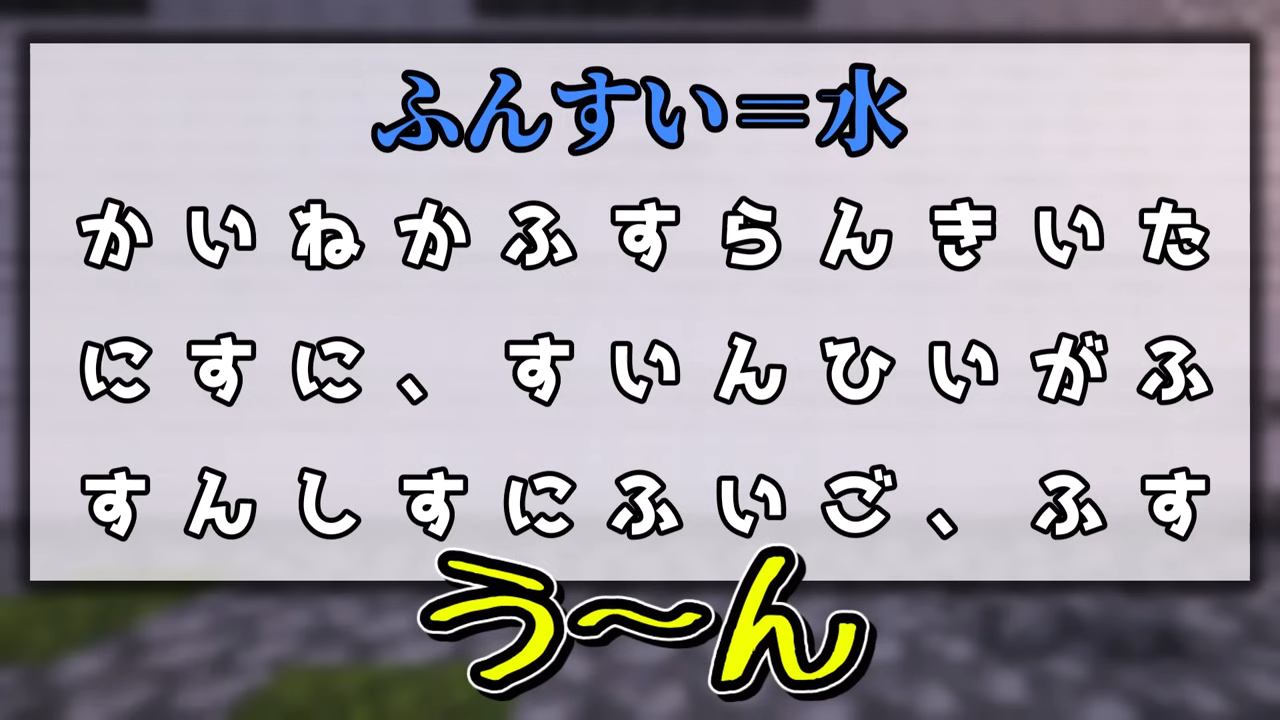 ふんすい＝水
かいねかふすらんきいた
にすに、すいんひいがふ
すんしすにふいご、ふす
う～ん